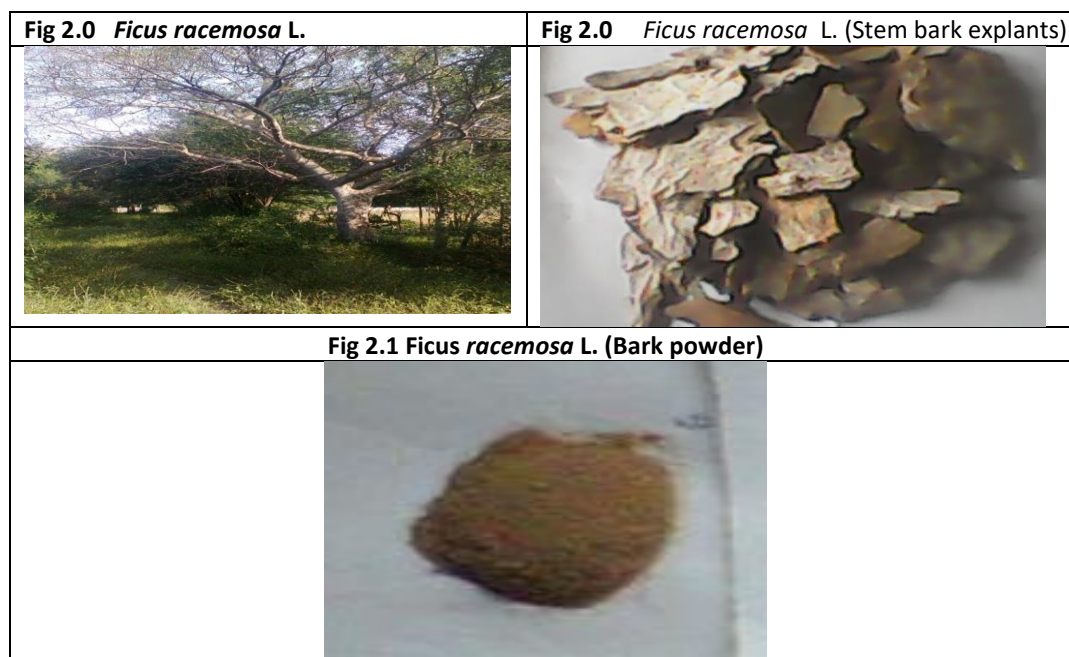 Fig 2.0 Ficus racemosa L.
Fig 2.0 Ficus racemosa L. (Stem bark explants)
Fig 2.1 Ficus racemosa L. (Bark powder)